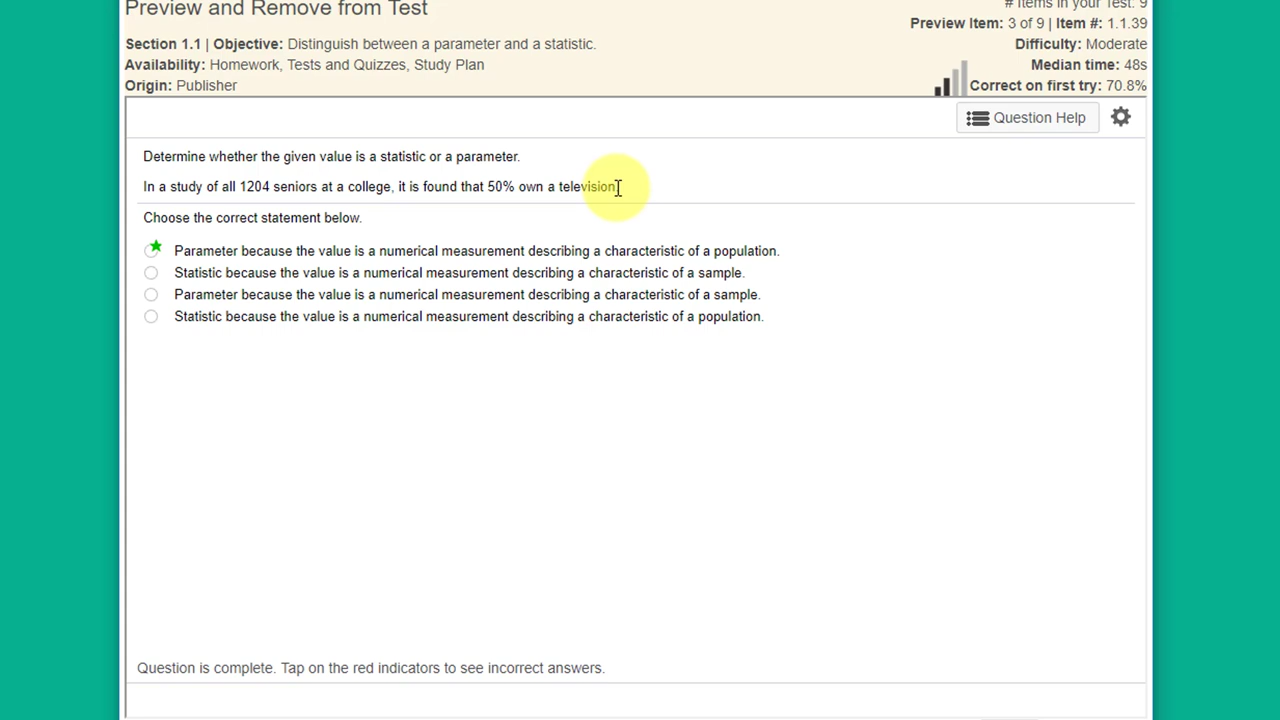 Preview and Remove from Test
# Items in your Test: 9
Preview Item: 3 of 9 | Item #: 1.1.39
Section 1.1 | Objective: Distinguish between a parameter and a statistic.
Difficulty: Moderate
Availability: Homework, Tests and Quizzes, Study Plan
Median time: 48s
Origin: Publisher
Correct on first try: 70.8%
Question Help
Determine whether the given value is a statistic or a parameter.
In a study of all 1204 seniors at a college, it is found that 50% own a television.
Choose the correct statement below.
Parameter because the value is a numerical measurement describing a characteristic of a population.
Statistic because the value is a numerical measurement describing a characteristic of a sample.
Parameter because the value is a numerical measurement describing a characteristic of a sample.
Statistic because the value is a numerical measurement describing a characteristic of a population.
Question is complete. Tap on the red indicators to see incorrect answers.